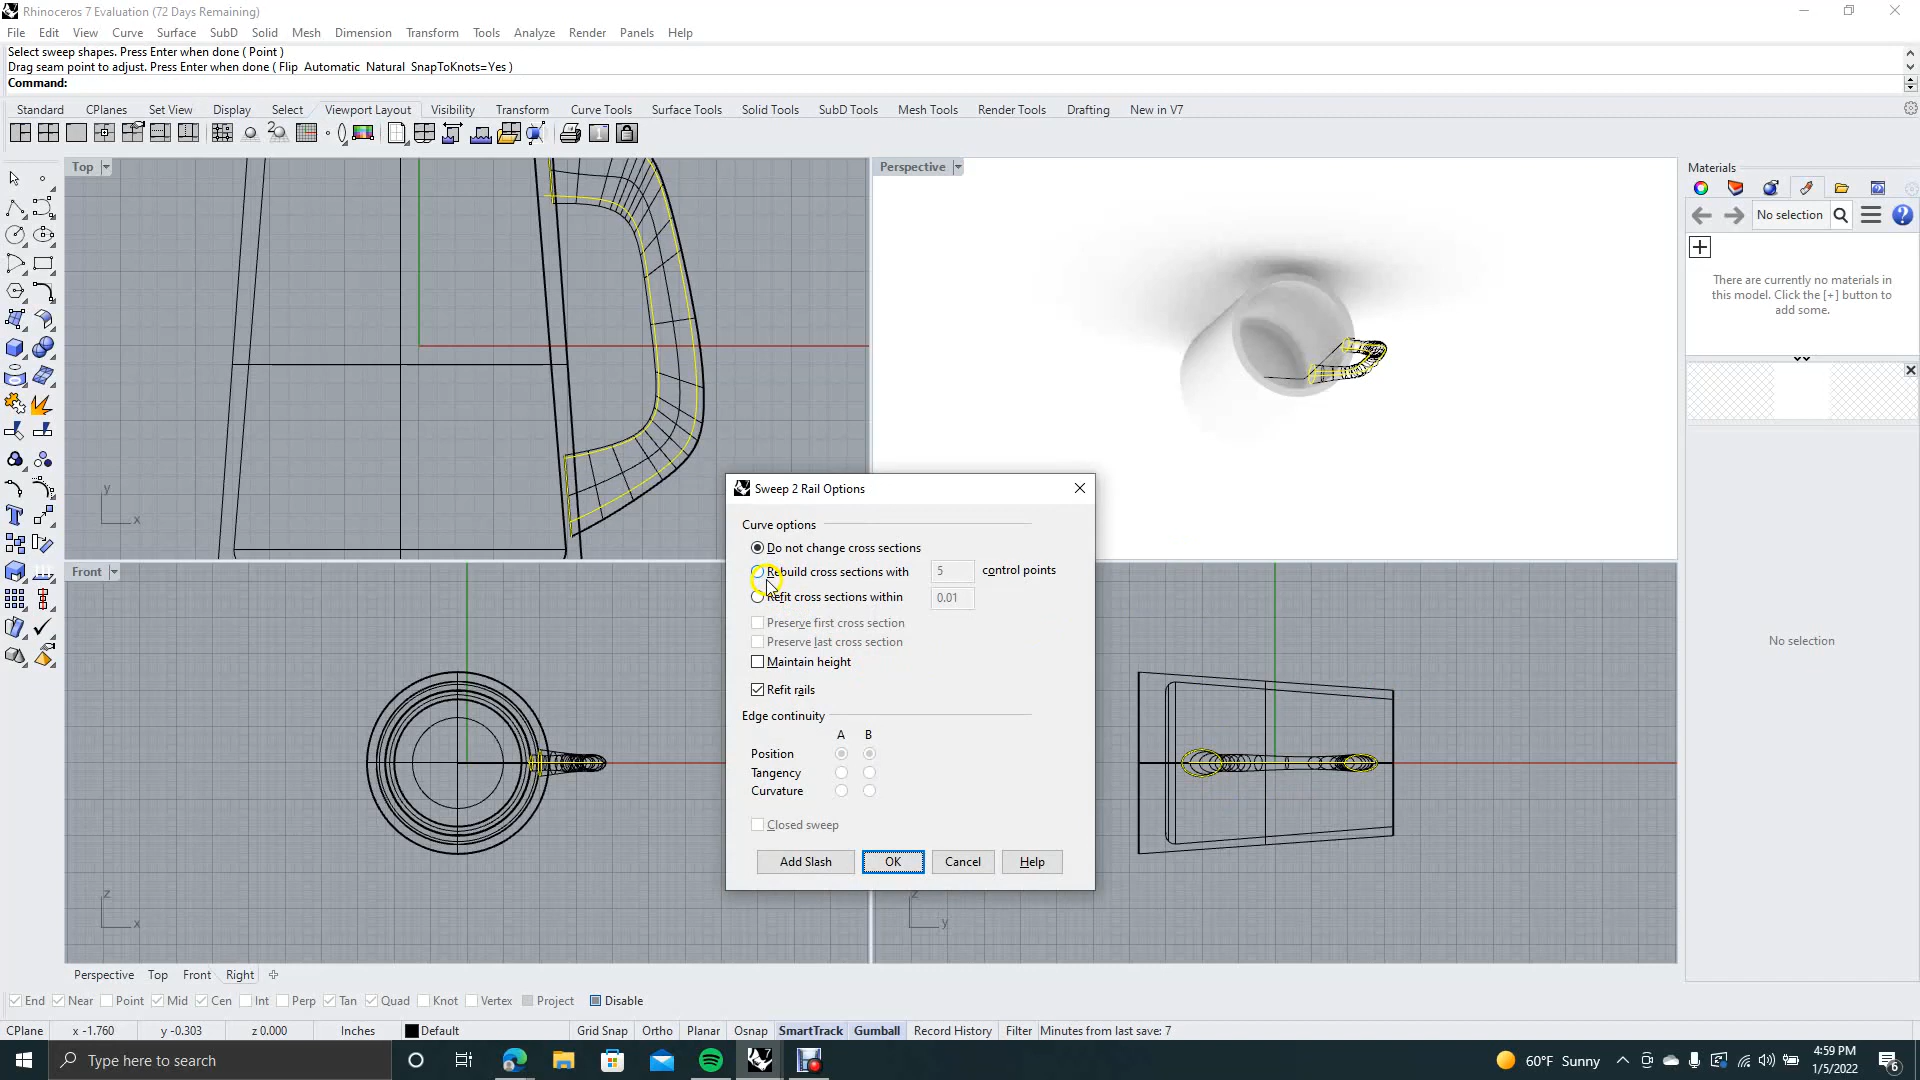 Rhinoceros 7 Evaluation (72 Days Remaining)
File Edit View Curve Surface Solid SubD Mesh Dimension Transform Tools Analyze Render Panels Help
Select sweep shapes. Press Enter when done ( Point )
Drag seam point to adjust. Press Enter when done ( Flip Automatic Natural SnapToKnots=Yes )
Command:
Standard CPlanes Set View Display Select Viewport Layout Visibility Transform Curve Tools Surface Tools Solid Tools SubD Tools Mesh Tools Render Tools Drafting New in V7
Top
Perspective
Materials
No selection
There are currently no materials in
this model. Click the [+] button to
add some.
y
x
Sweep 2 Rail Options
Curve options
Do not change cross sections
Rebuild cross sections with 5 control points
Refit cross sections within 0.01
Preserve first cross section
Preserve last cross section
Maintain height
Refit rails
Edge continuity
A B
Position
Tangency
Curvature
Closed sweep
Add Slash OK Cancel Help
Front
No selection
z
x
z
y
Perspective Top Front Right
End Near Point Mid Cen Int Perp Tan Quad Knot Vertex Project Disable
CPlane x -1.760 y -0.303 z 0.000 Inches Default Grid Snap Ortho Planar Osnap SmartTrack Gumball Record History Filter Minutes from last save: 7
Type here to search
60°F Sunny
4:59 PM
1/5/2022
6